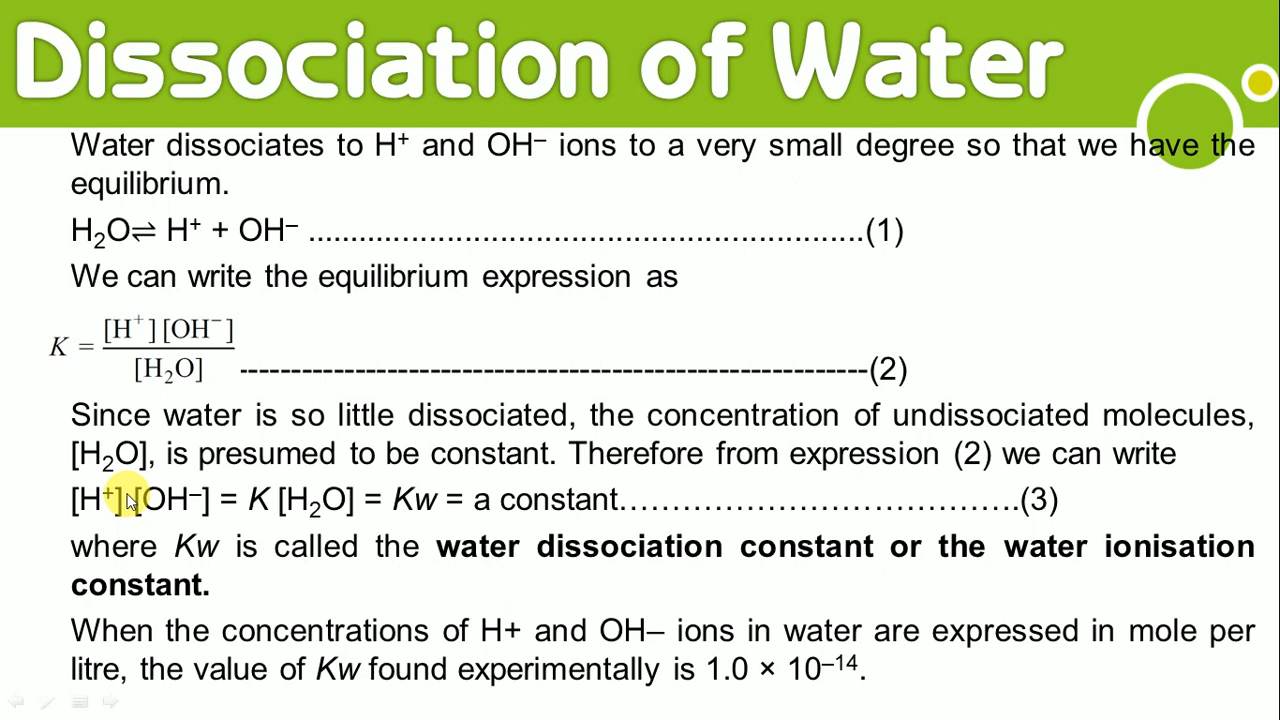 Dissociation of Water
Water dissociates to H⁺ and OH⁻ ions to a very small degree so that we have the
equilibrium.
H₂O⇌ H⁺ + OH⁻ ..................................................................(1)
We can write the equilibrium expression as
K = [H⁺][OH⁻] / [H₂O] --------------------------------------------------------------(2)
Since water is so little dissociated, the concentration of undissociated molecules,
[H₂O], is presumed to be constant. Therefore from expression (2) we can write
[H⁺] [OH⁻] = K [H₂O] = Kw = a constant……………………………….(3)
where Kw is called the water dissociation constant or the water ionisation
constant.
When the concentrations of H+ and OH– ions in water are expressed in mole per
litre, the value of Kw found experimentally is 1.0 × 10⁻¹⁴.